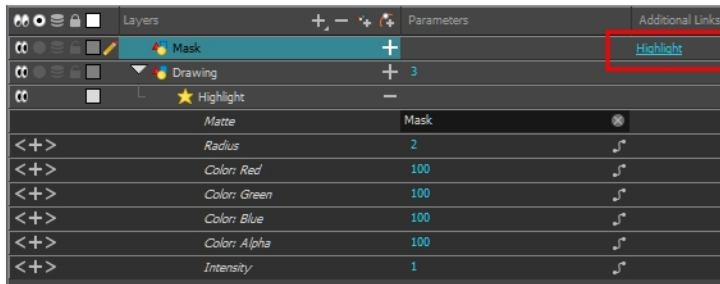 Layers Parameters Additional Links
Mask Highlight
Drawing 3
Highlight
Matte Mask
Radius 2
Color: Red 100
Color: Green 100
Color: Blue 100
Color: Alpha 100
Intensity 1